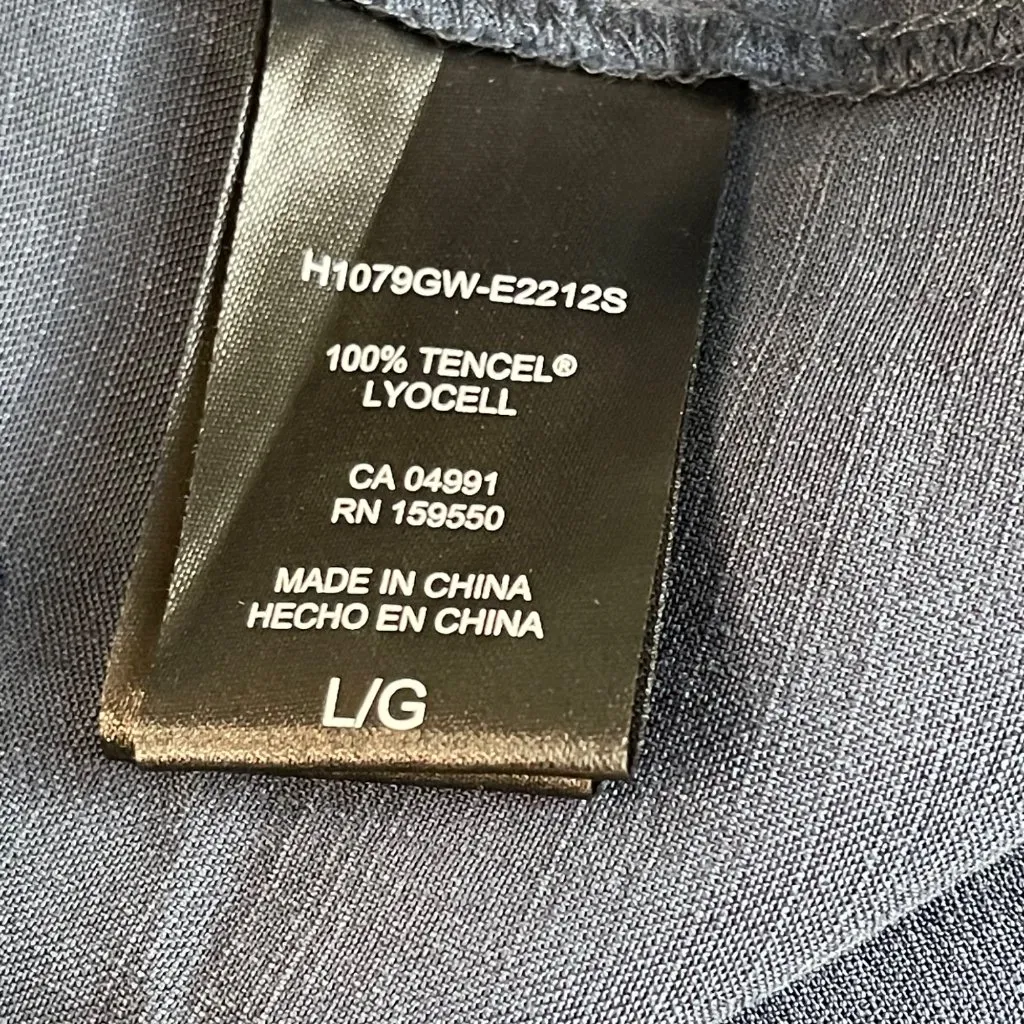 H1079GW-E2212S
100% TENCEL®
LYOCELL
CA 04991
RN 159550
MADE IN CHINA
HECHO EN CHINA
L/G